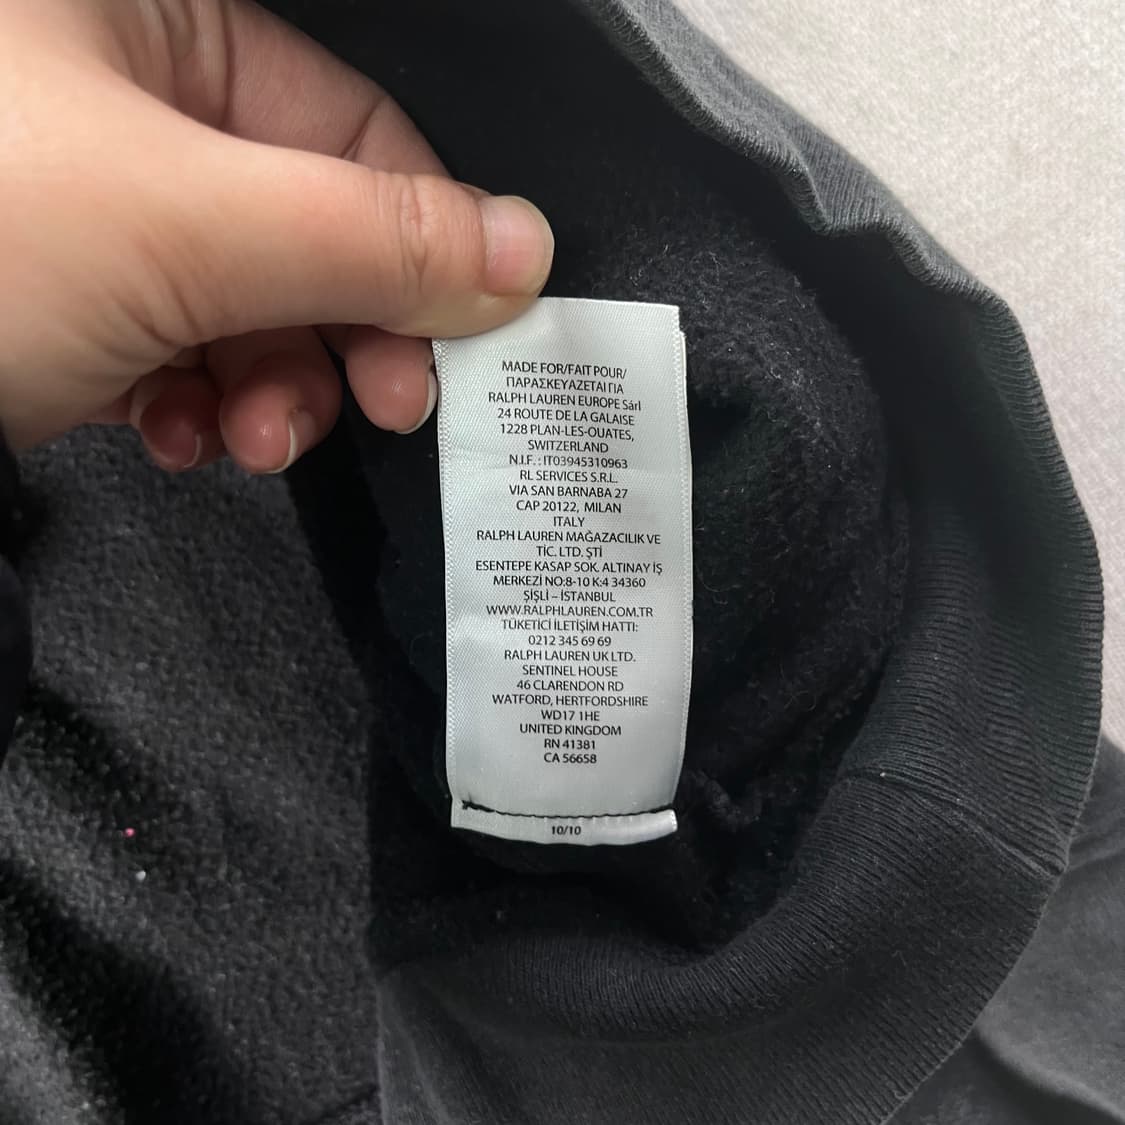 MADE FOR/FAIT POUR/
ΠΑΡΑΣΚΕΥΑΖΕΤΑΙ ΓΙΑ
RALPH LAUREN EUROPE Sárl
24 ROUTE DE LA GALAISE
1228 PLAN-LES-OUATES,
SWITZERLAND
N.I.F. : IT03945310963
RL SERVICES S.R.L.
VIA SAN BARNABA 27
CAP 20122, MILAN
ITALY
RALPH LAUREN MAĞAZACILIK VE
TİC. LTD. ŞTİ
ESENTEPE KASAP SOK. ALTINAY İŞ
MERKEZİ NO:8-10 K:4 34360
ŞİŞLİ – İSTANBUL
WWW.RALPHLAUREN.COM.TR
TÜKETİCİ İLETİŞİM HATTI:
0212 345 69 69
RALPH LAUREN UK LTD.
SENTINEL HOUSE
46 CLARENDON RD
WATFORD, HERTFORDSHIRE
WD17 1HE
UNITED KINGDOM
RN 41381
CA 56658
10/10